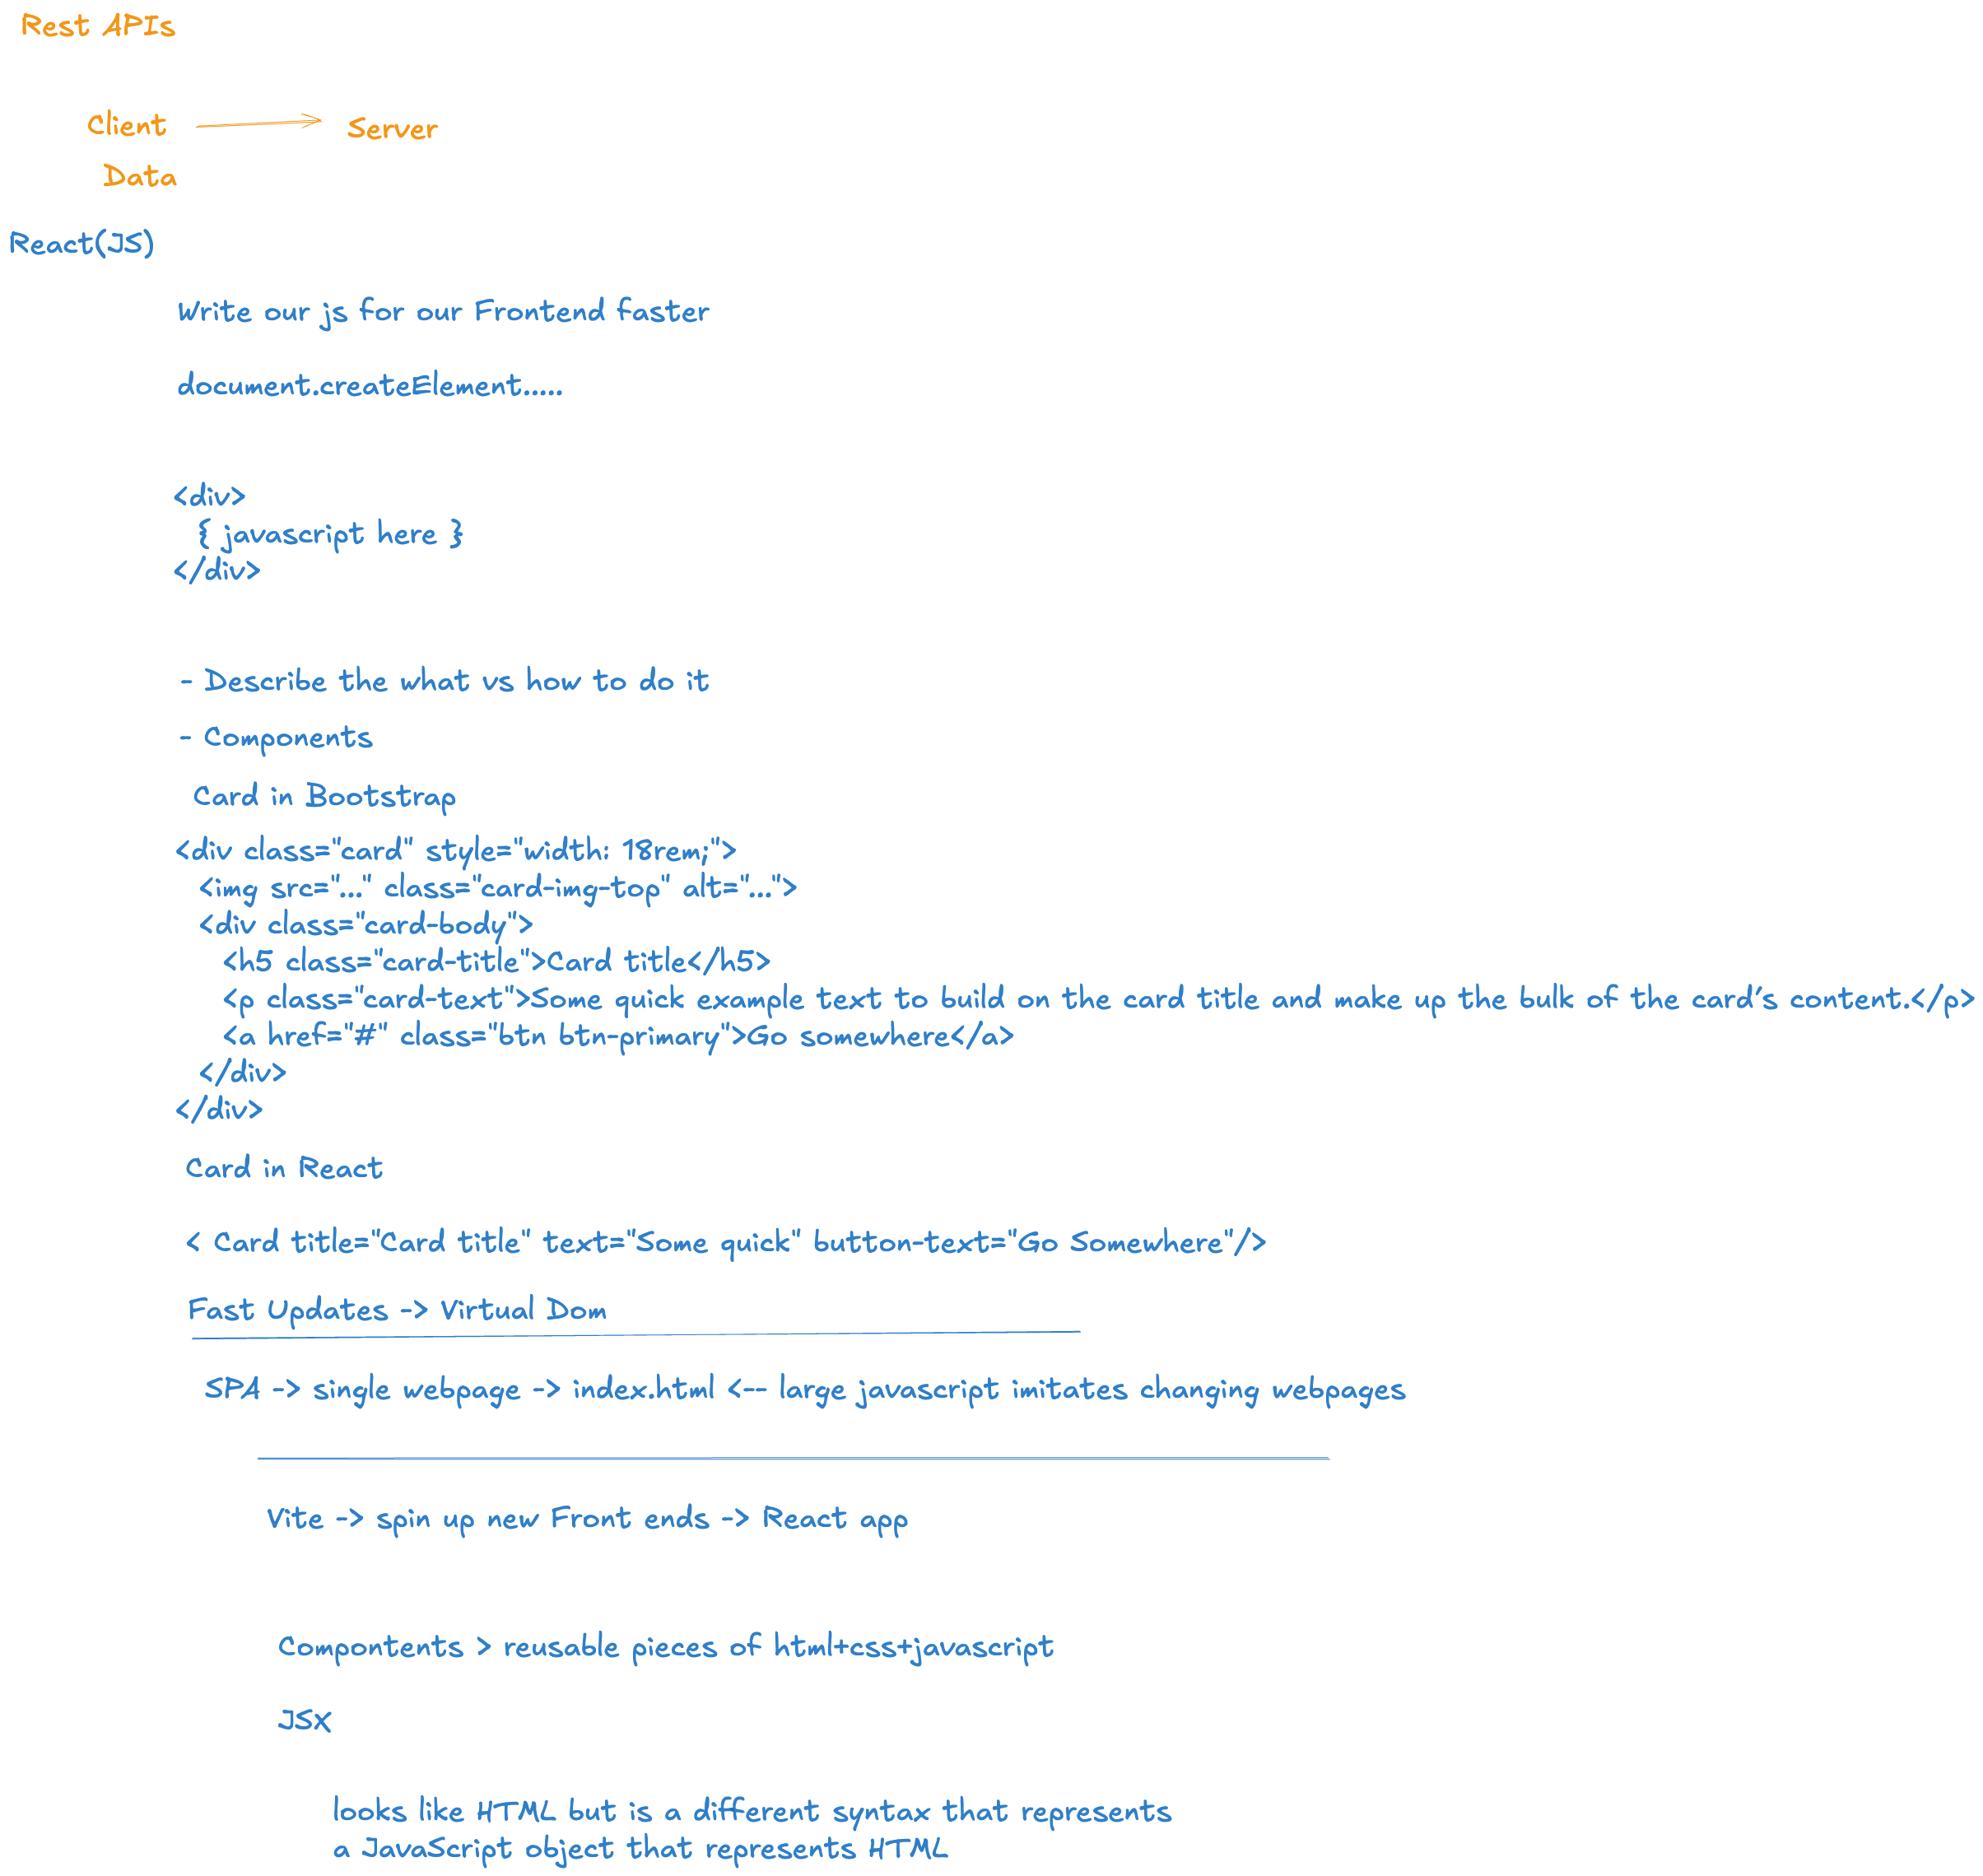 Rest APIs
Client → Server
Data
React(JS)
Write our js for our Frontend faster
document.createElement.....
<div>
{ javascript here }
</div>
- Describe the what vs how to do it
- Components
Card in Bootstrap
<div class="card" style="width: 18rem;">
<img src="..." class="card-img-top" alt="...">
<div class="card-body">
<h5 class="card-title">Card title</h5>
<p class="card-text">Some quick example text to build on the card title and make up the bulk of the card's content.</p>
<a href="#" class="btn btn-primary">Go somewhere</a>
</div>
</div>
Card in React
< Card title="Card title" text="Some quick" button-text="Go Somewhere"/>
Fast Updates -> Virtual Dom
SPA -> single webpage -> index.html <-- large javascript imitates changing webpages
Vite -> spin up new Front ends -> React app
Compontents > reusable pieces of html+css+javascript
JSX
looks like HTML but is a different syntax that represents
a JavaScript object that represents HTML